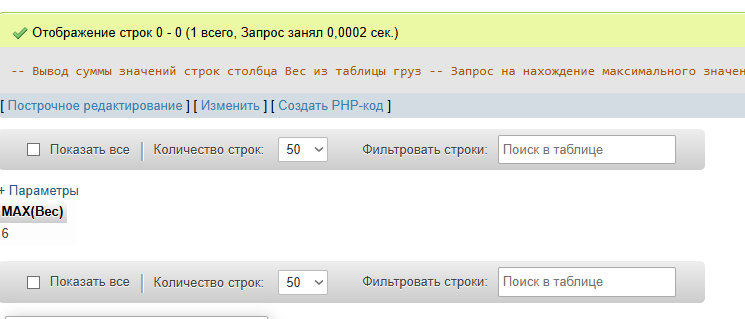 Отображение строк 0 - 0 (1 всего, Запрос занял 0,0002 сек.)
-- Вывод суммы значений строк столбца Вес из таблицы груз -- Запрос на нахождение максимального значен
[ Построчное редактирование ] [ Изменить ] [ Создать PHP-код ]
Показать все Количество строк: 50 Фильтровать строки: Поиск в таблице
+ Параметры
MAX(Вес)
6
Показать все Количество строк: 50 Фильтровать строки: Поиск в таблице